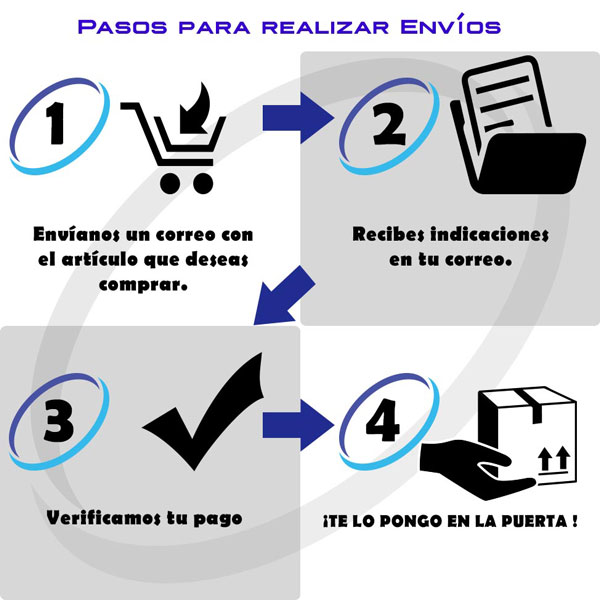 Pasos para realizar Envíos
1
Envíanos un correo con
el artículo que deseas
comprar.
2
Recibes indicaciones
en tu correo.
3
Verificamos tu pago
4
¡TE LO PONGO EN LA PUERTA !